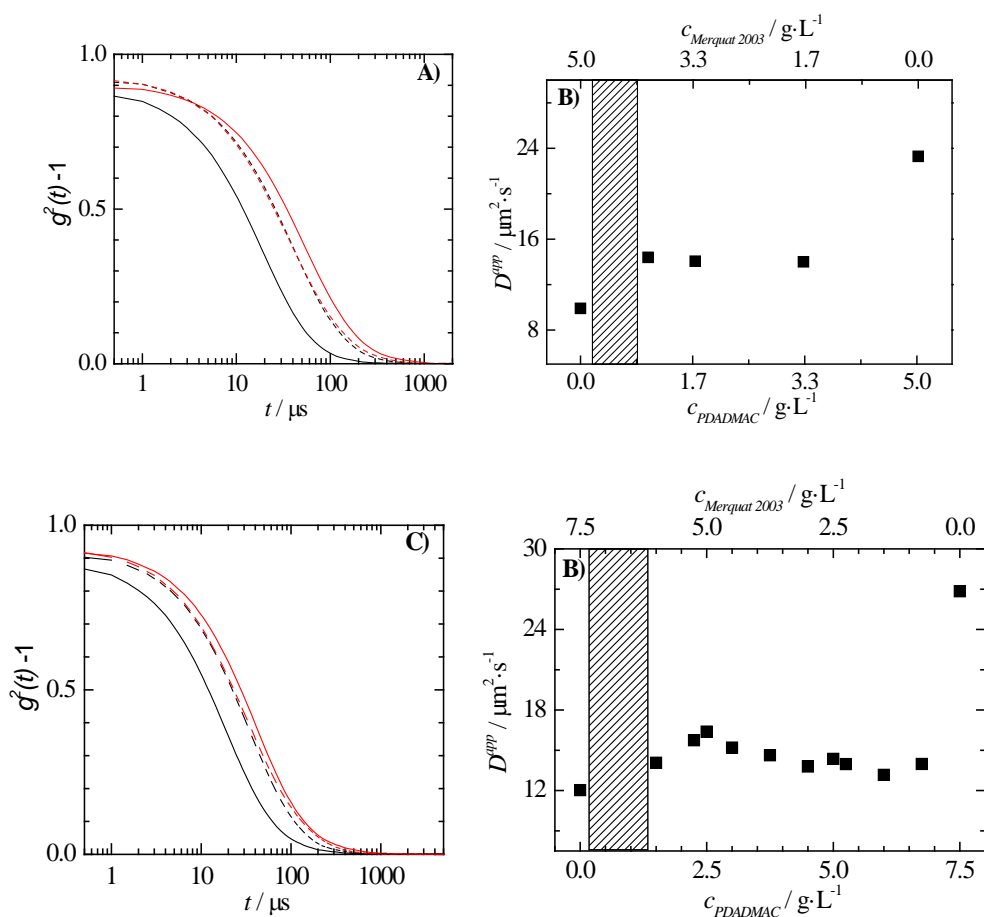 A)
1.0
0.5
0.0
g²(t) -1
1 10 100 1000
t / μs
c_Merquat 2003 / g·L⁻¹
5.0 3.3 1.7 0.0
B)
24
16
8
D^app / μm²·s⁻¹
0.0 1.7 3.3 5.0
c_PDADMAC / g·L⁻¹
C)
1.0
0.5
0.0
g²(t) -1
1 10 100 1000
t / μs
c_Merquat 2003 / g·L⁻¹
7.5 5.0 2.5 0.0
B)
30
24
18
12
D^app / μm²·s⁻¹
0.0 2.5 5.0 7.5
c_PDADMAC / g·L⁻¹